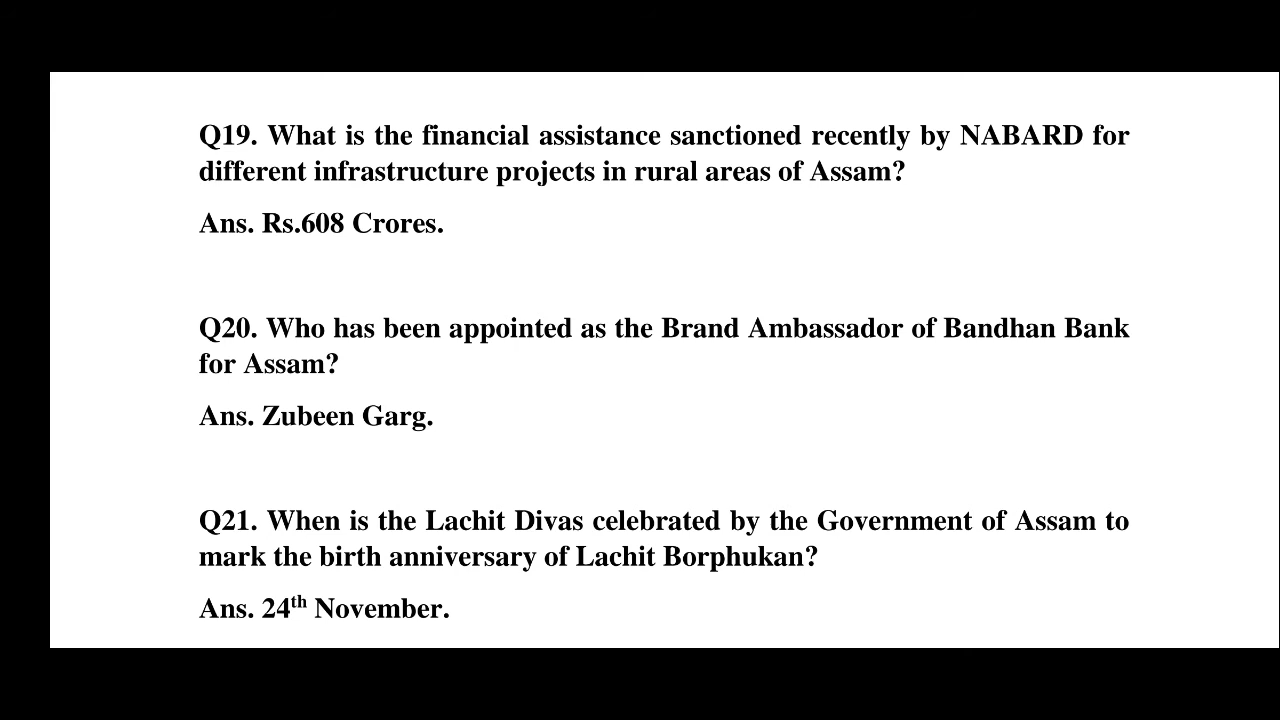 Q19. What is the financial assistance sanctioned recently by NABARD for
different infrastructure projects in rural areas of Assam?
Ans. Rs.608 Crores.
Q20. Who has been appointed as the Brand Ambassador of Bandhan Bank
for Assam?
Ans. Zubeen Garg.
Q21. When is the Lachit Divas celebrated by the Government of Assam to
mark the birth anniversary of Lachit Borphukan?
Ans. 24th November.